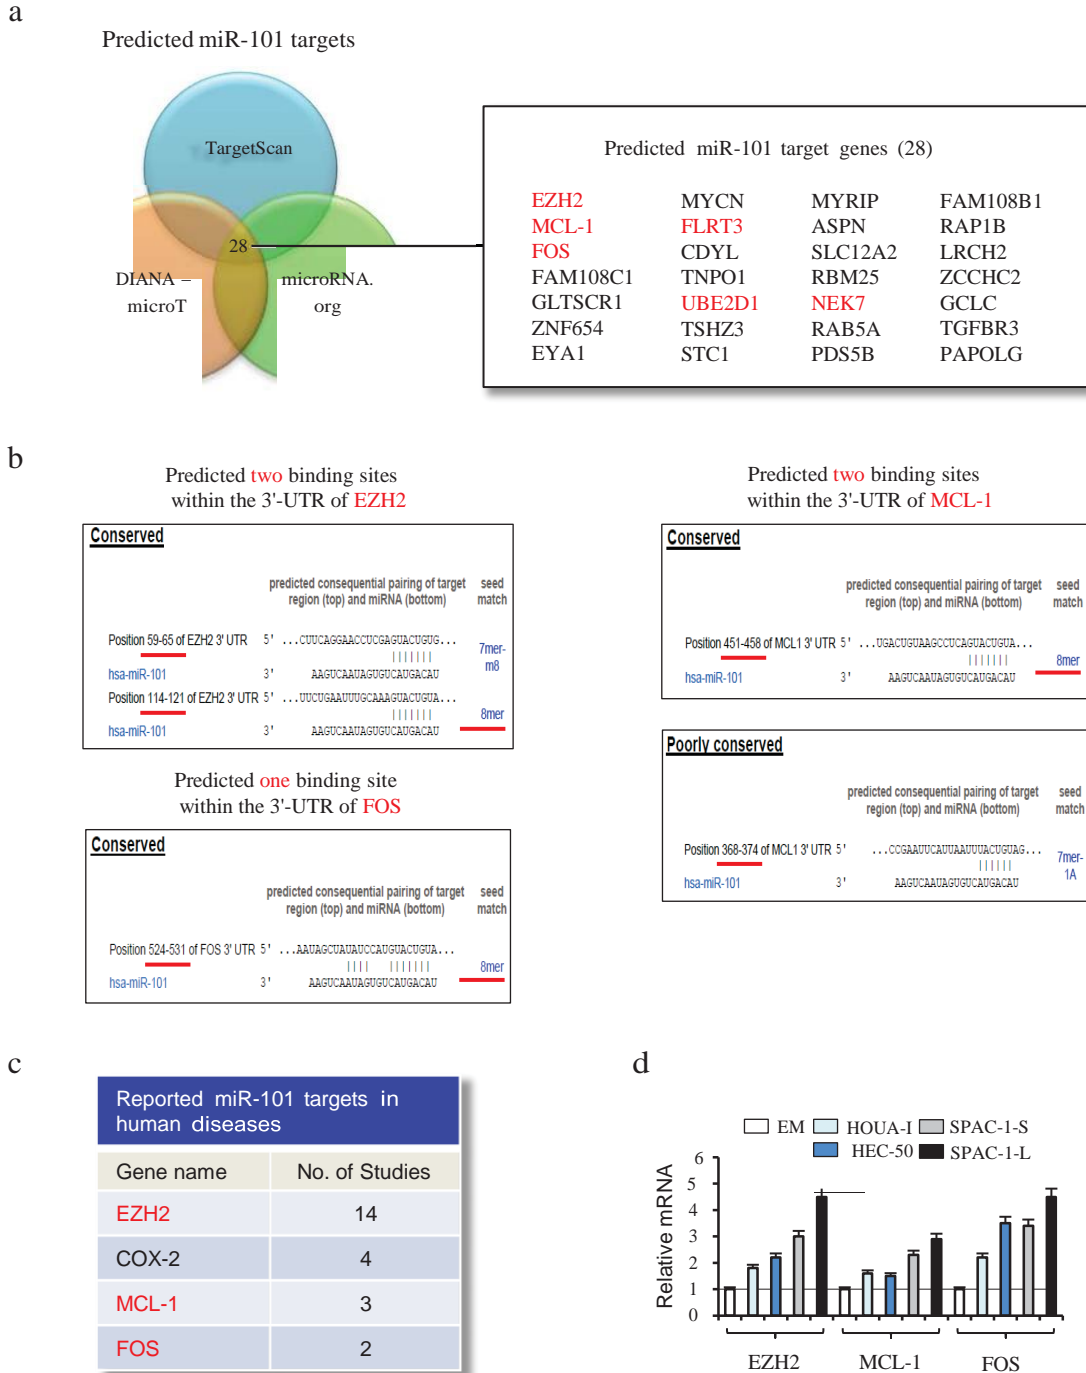 a
Predicted miR-101 targets
TargetScan
28
DIANA –
microT
microRNA.
org
Predicted miR-101 target genes (28)
EZH2 MYCN MYRIP FAM108B1
MCL-1 FLRT3 ASPN RAP1B
FOS CDYL SLC12A2 LRCH2
FAM108C1 TNPO1 RBM25 ZCCHC2
GLTSCR1 UBE2D1 NEK7 GCLC
ZNF654 TSHZ3 RAB5A TGFBR3
EYA1 STC1 PDS5B PAPOLG
b
Predicted two binding sites
within the 3'-UTR of EZH2
Conserved
predicted consequential pairing of target seed
region (top) and miRNA (bottom) match
Position 59-65 of EZH2 3' UTR 5' ...CUUCAGGAACCUCGAGUACUGUG...
7mer-
m8
hsa-miR-101 3' AAGUCAAUAGUGUCAUGACAU
Position 114-121 of EZH2 3' UTR 5' ...UUCUGAAUUUGCAAAGUACUGUA...
8mer
hsa-miR-101 3' AAGUCAAUAGUGUCAUGACAU
Predicted one binding site
within the 3'-UTR of FOS
Conserved
predicted consequential pairing of target seed
region (top) and miRNA (bottom) match
Position 524-531 of FOS 3' UTR 5' ...AAUAGCUAUAUCCAUGUACUGUA...
8mer
hsa-miR-101 3' AAGUCAAUAGUGUCAUGACAU
Predicted two binding sites
within the 3'-UTR of MCL-1
Conserved
predicted consequential pairing of target seed
region (top) and miRNA (bottom) match
Position 451-458 of MCL1 3' UTR 5' ...UGACUGUAAGCCUCAGUACUGUA...
8mer
hsa-miR-101 3' AAGUCAAUAGUGUCAUGACAU
Poorly conserved
predicted consequential pairing of target seed
region (top) and miRNA (bottom) match
Position 368-374 of MCL1 3' UTR 5' ...CCGAAUUCAUUAAUUUACUGUAG...
7mer-
1A
hsa-miR-101 3' AAGUCAAUAGUGUCAUGACAU
c
Reported miR-101 targets in
human diseases
Gene name No. of Studies
EZH2 14
COX-2 4
MCL-1 3
FOS 2
d
EM HOUA-I SPAC-1-S
HEC-50 SPAC-1-L
Relative mRNA
6
5
4
3
2
1
0
EZH2 MCL-1 FOS